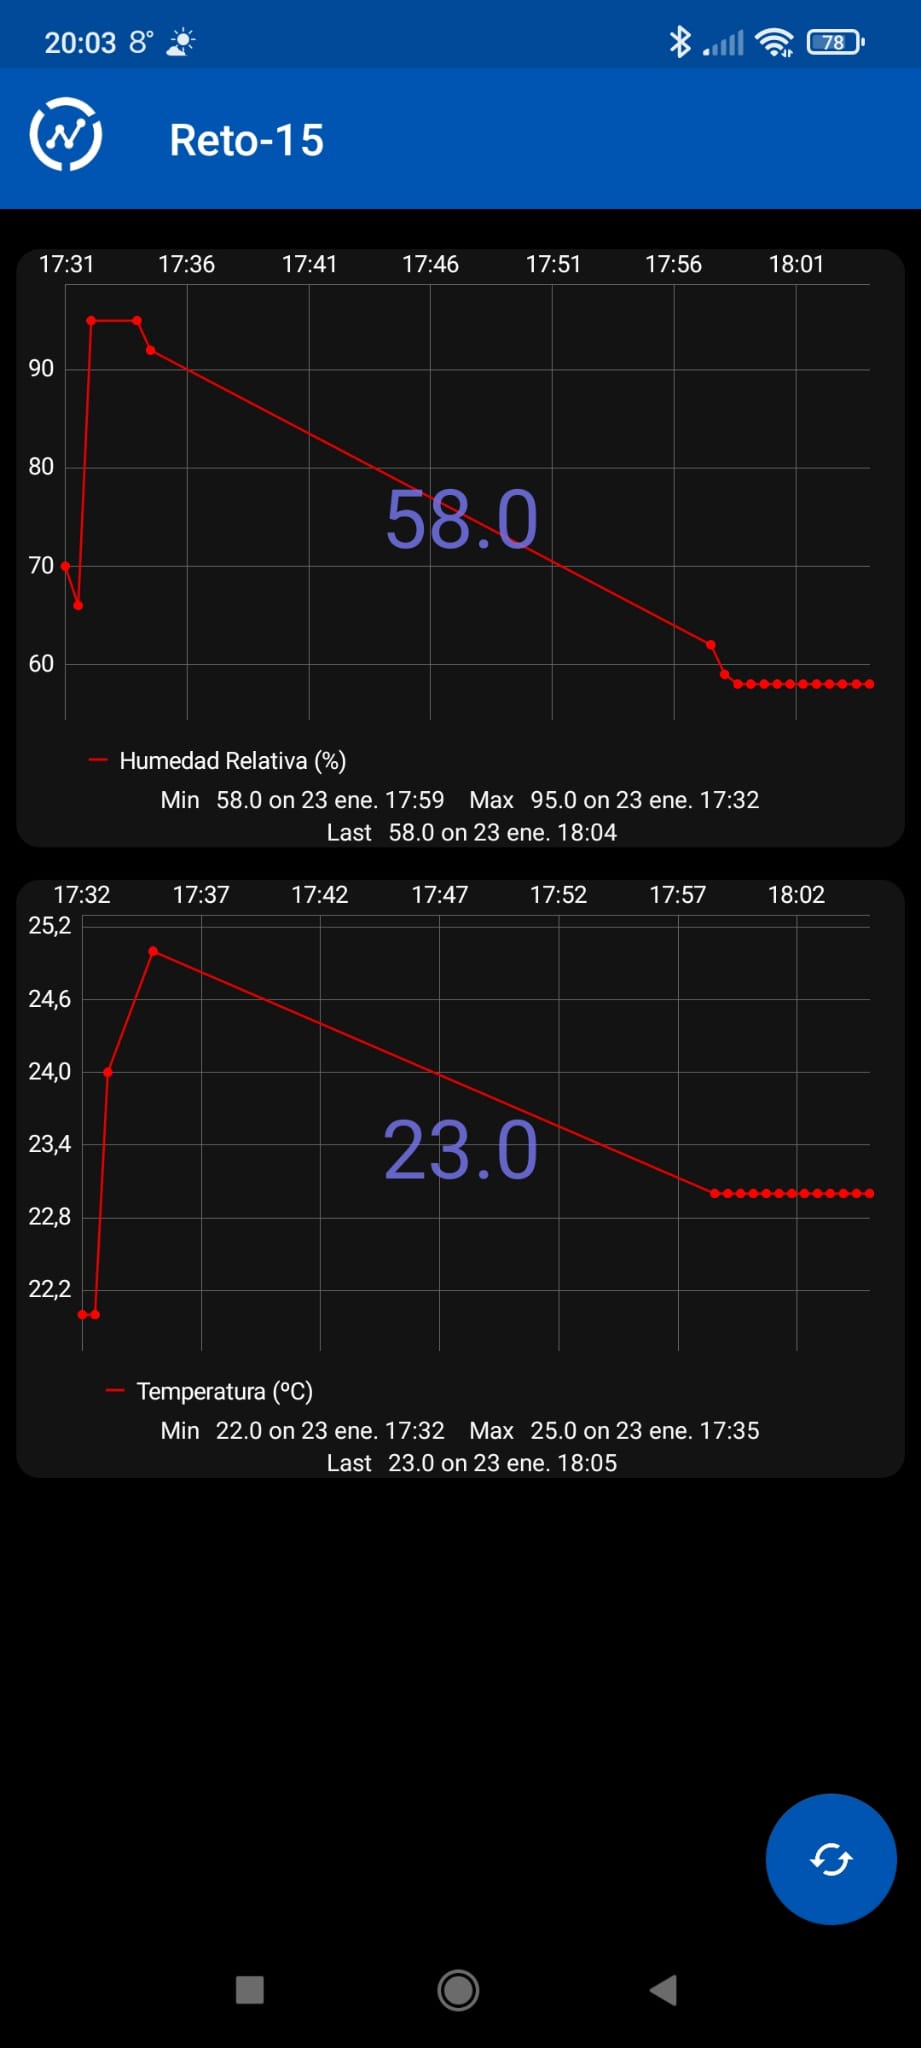 20:03 8° 78
Reto-15
17:31 17:36 17:41 17:46 17:51 17:56 18:01
90
80
58.0
70
60
Humedad Relativa (%)
Min 58.0 on 23 ene. 17:59 Max 95.0 on 23 ene. 17:32
Last 58.0 on 23 ene. 18:04
17:32 17:37 17:42 17:47 17:52 17:57 18:02
25,2
24,6
24,0
23,4
23.0
22,8
22,2
Temperatura (ºC)
Min 22.0 on 23 ene. 17:32 Max 25.0 on 23 ene. 17:35
Last 23.0 on 23 ene. 18:05